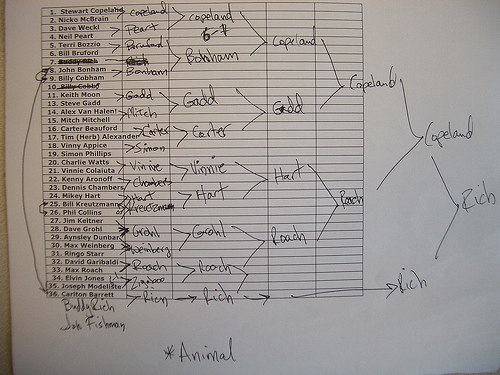 1. Stewart Copeland
2. Nicko McBrain
3. Dave Weckl
4. Neil Peart
5. Terri Bozzio
6. Bill Bruford
7. Buddy Rich
8. John Bonham
9. Billy Cobham
10. Billy Cobby
11. Keith Moon
13. Steve Gadd
14. Alex Van Halen
15. Mitch Mitchell
16. Carter Beauford
17. Tim (Herb) Alexander
18. Vinny Appice
19. Simon Phillips
20. Charlie Watts
21. Vinnie Colaiuta
22. Kenny Aronoff
23. Dennis Chambers
24. Mikey Hart
25. Bill Kreutzmann
26. Phil Collins
27. Jim Keltner
28. Dave Grohl
29. Aynsley Dunbar
30. Max Weinberg
31. Ringo Starr
32. David Garibaldi
33. Max Roach
34. Elvin Jones
35. Joseph Modeliste
36. Carlton Barrett
Buddy Rich
Jon Fishman
Copeland
Peart
Bruford
Rich
Bonham
Gadd
Mitch
Carter
Simon
Vinnie
Chambers
Hart
Kreutzmann
Grohl
Weinberg
Roach
Zigaboo
Rich
Copeland
6-7
Bonham
Gadd
Carter
Vinnie
Hart
Grohl
Roach
Rich
Copeland
Gadd
Hart
Roach
Copeland
Roach
Copeland
Rich
Rich
*Animal